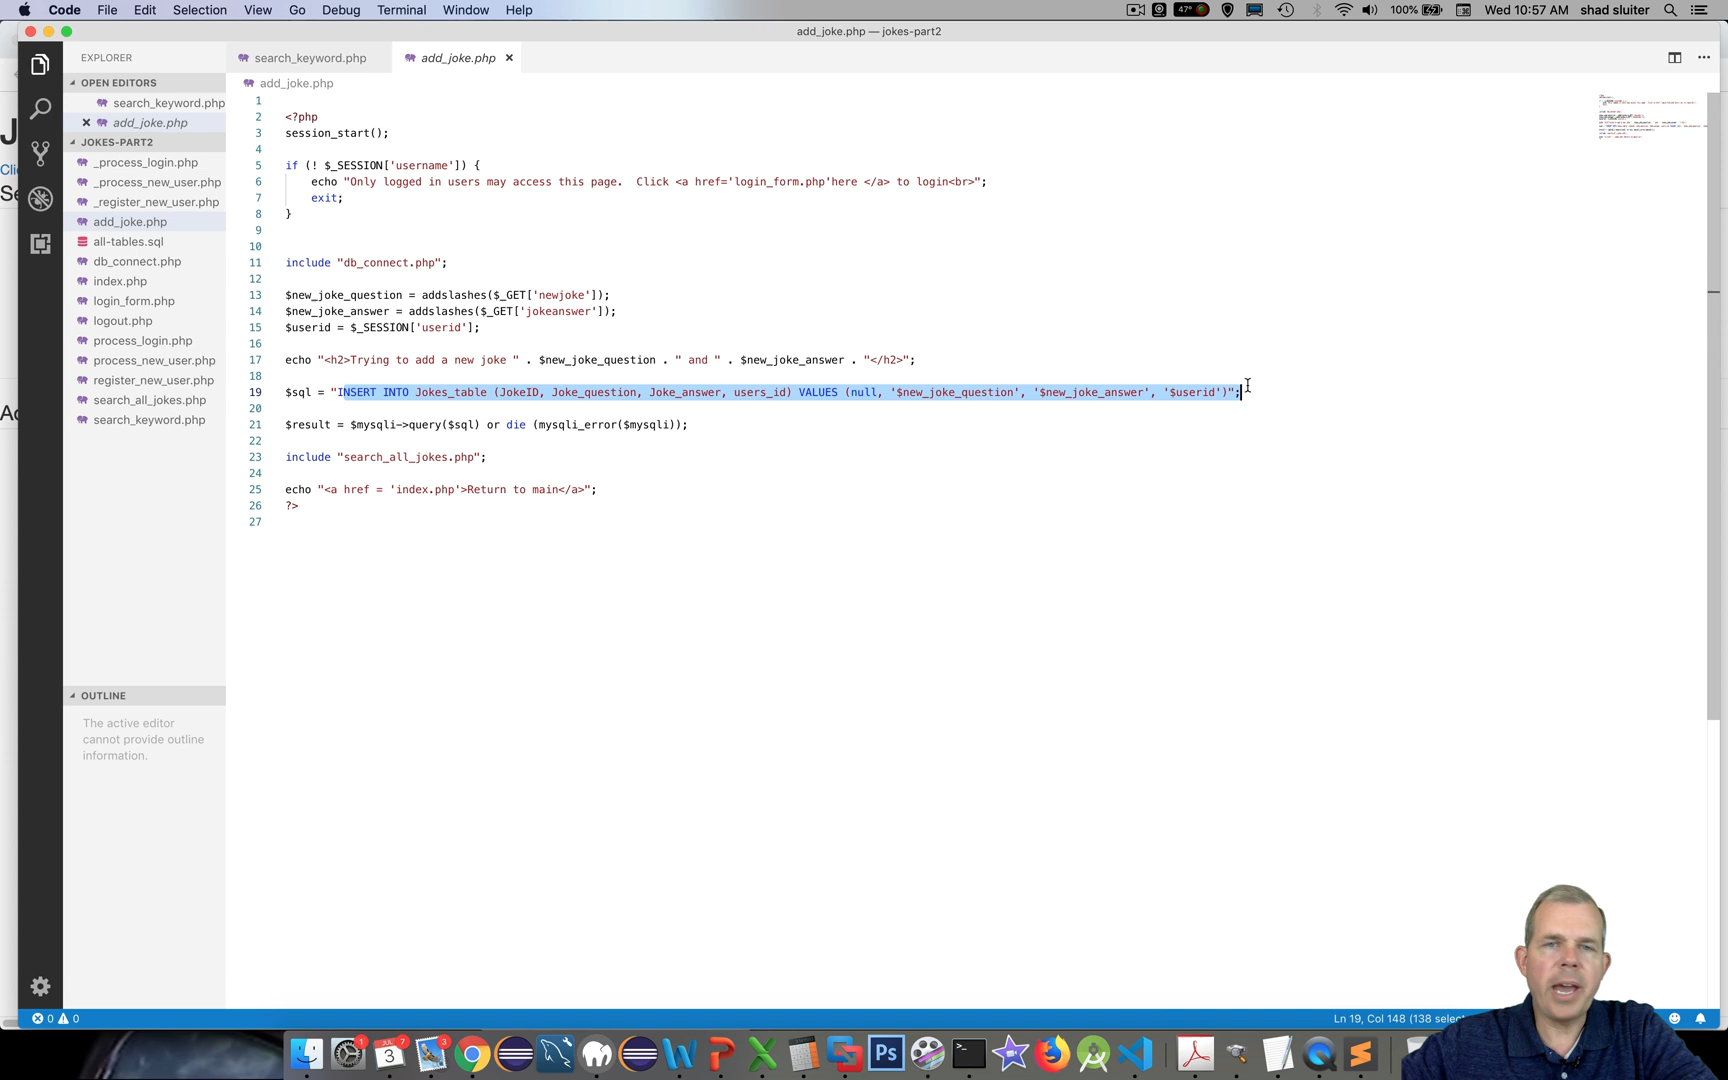 Code File Edit Selection View Go Debug Terminal Window Help 47° 100% Wed 10:57 AM shad sluiter
add_joke.php — jokes-part2
EXPLORER
search_keyword.php
add_joke.php
OPEN EDITORS
search_keyword.php
add_joke.php
JOKES-PART2
_process_login.php
_process_new_user.php
_register_new_user.php
add_joke.php
all-tables.sql
db_connect.php
index.php
login_form.php
logout.php
process_login.php
process_new_user.php
register_new_user.php
search_all_jokes.php
search_keyword.php
OUTLINE
The active editor
cannot provide outline
information.
add_joke.php
1
2 <?php
3 session_start();
4
5 if (! $_SESSION['username']) {
6 echo "Only logged in users may access this page.  Click <a href='login_form.php'here </a> to login<br>";
7 exit;
8 }
9
10
11 include "db_connect.php";
12
13 $new_joke_question = addslashes($_GET['newjoke']);
14 $new_joke_answer = addslashes($_GET['jokeanswer']);
15 $userid = $_SESSION['userid'];
16
17 echo "<h2>Trying to add a new joke " . $new_joke_question . " and " . $new_joke_answer . "</h2>";
18
19 $sql = "INSERT INTO Jokes_table (JokeID, Joke_question, Joke_answer, users_id) VALUES (null, '$new_joke_question', '$new_joke_answer', '$userid')";
20
21 $result = $mysqli->query($sql) or die (mysqli_error($mysqli));
22
23 include "search_all_jokes.php";
24
25 echo "<a href = 'index.php'>Return to main</a>";
26 ?>
27
0 0
Ln 19, Col 148 (138 selec